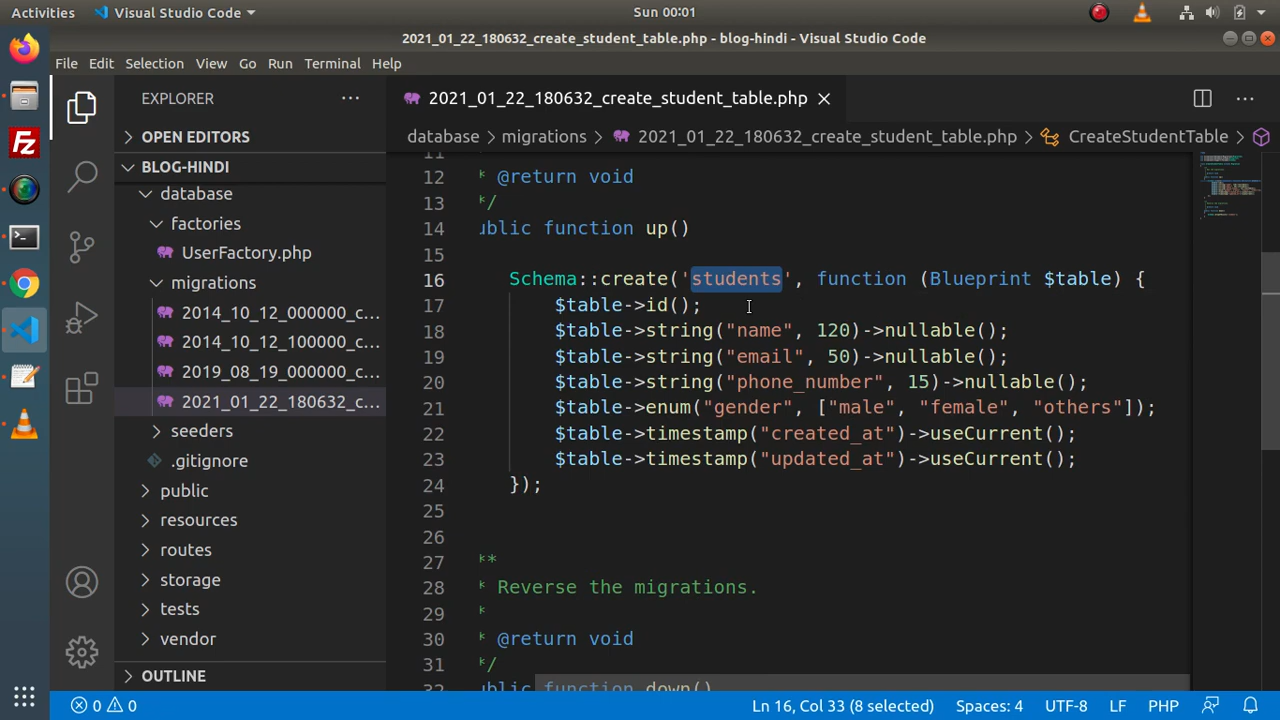 Activities
Visual Studio Code
Sun 00:01
2021_01_22_180632_create_student_table.php - blog-hindi - Visual Studio Code
File Edit Selection View Go Run Terminal Help
EXPLORER
OPEN EDITORS
BLOG-HINDI
database
factories
UserFactory.php
migrations
2014_10_12_000000_c...
2014_10_12_100000_c...
2019_08_19_000000_c...
2021_01_22_180632_c...
seeders
.gitignore
public
resources
routes
storage
tests
vendor
OUTLINE
2021_01_22_180632_create_student_table.php
database > migrations > 2021_01_22_180632_create_student_table.php > CreateStudentTable
11
12 * @return void
13 */
14 ublic function up()
15
16 Schema::create('students', function (Blueprint $table) {
17 $table->id();
18 $table->string("name", 120)->nullable();
19 $table->string("email", 50)->nullable();
20 $table->string("phone_number", 15)->nullable();
21 $table->enum("gender", ["male", "female", "others"]);
22 $table->timestamp("created_at")->useCurrent();
23 $table->timestamp("updated_at")->useCurrent();
24 });
25
26
27 **
28 * Reverse the migrations.
29 *
30 * @return void
31 */
32 ublic function down()
0 0
Ln 16, Col 33 (8 selected) Spaces: 4 UTF-8 LF PHP